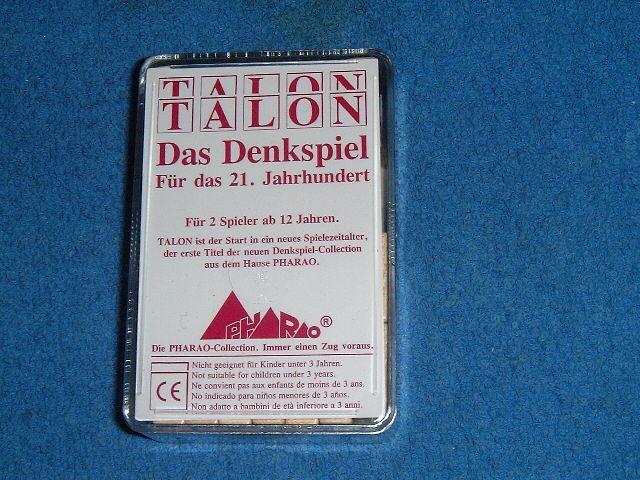 TALON
TALON
Das Denkspiel
Für das 21. Jahrhundert
Für 2 Spieler ab 12 Jahren.
TALON ist der Start in ein neues Spielezeitalter,
der erste Titel der neuen Denkspiel-Collection
aus dem Hause PHARAO.
PHARAO®
Die PHARAO-Collection. Immer einen Zug voraus.
CE
Nicht geeignet für Kinder unter 3 Jahren.
Not suitable for children under 3 years.
Ne convient pas aux enfants de moins de 3 ans.
No indicado para niños menores de 3 años.
Non adatto a bambini de età inferiore a 3 anni.